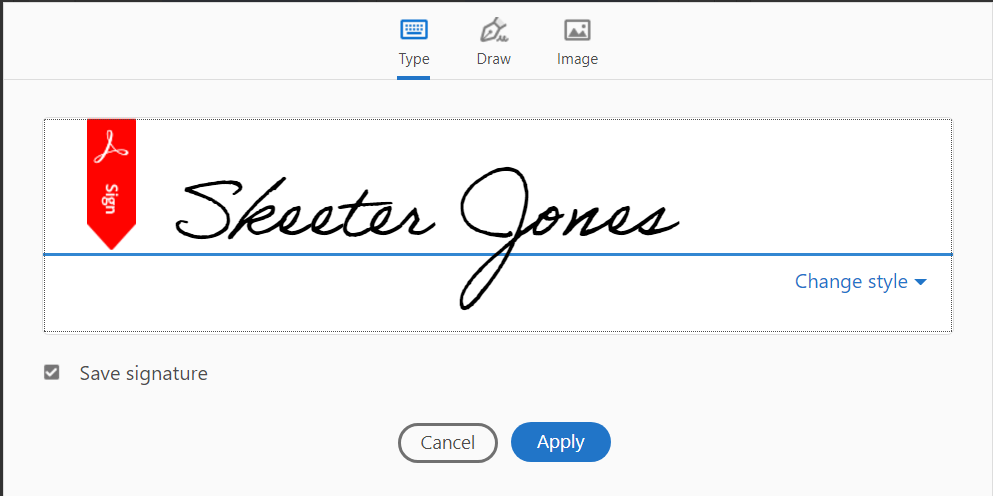 Type Draw Image
Sign
Skeeter Jones
Change style
Save signature
Cancel Apply